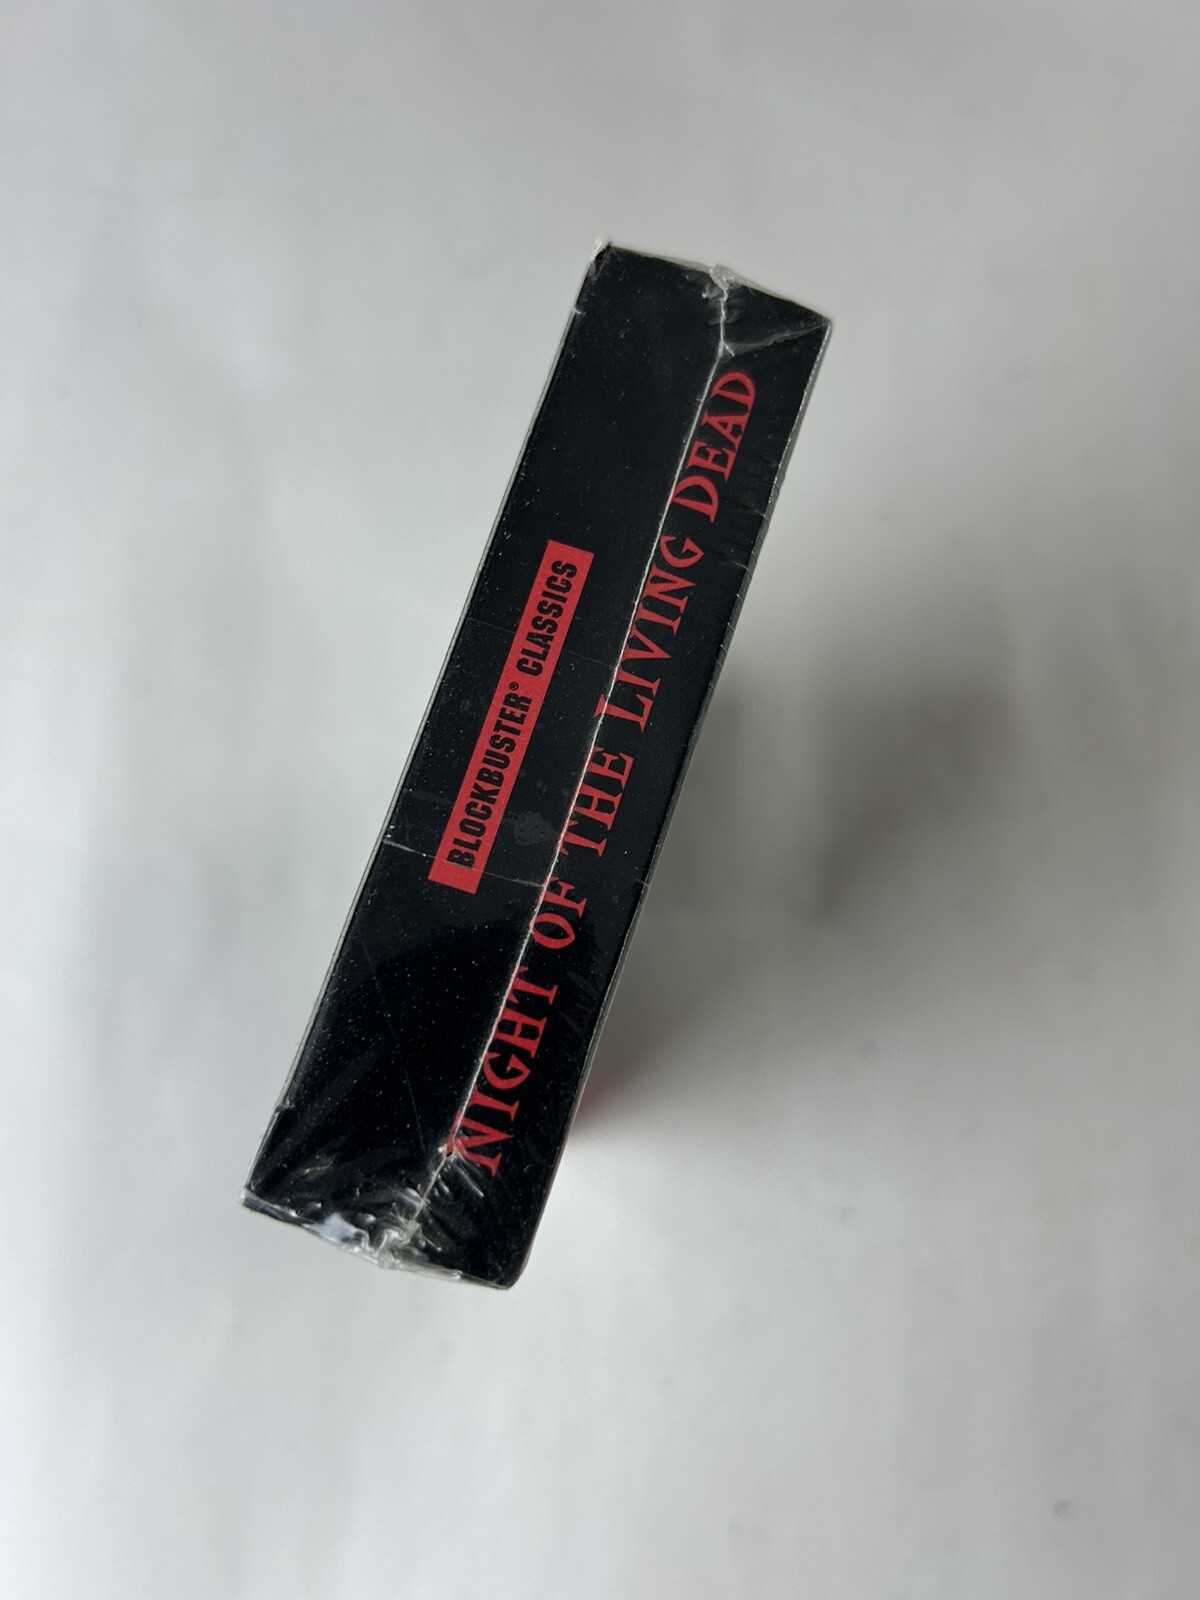 BLOCKBUSTER® CLASSICS
NIGHT OF THE LIVING DEAD